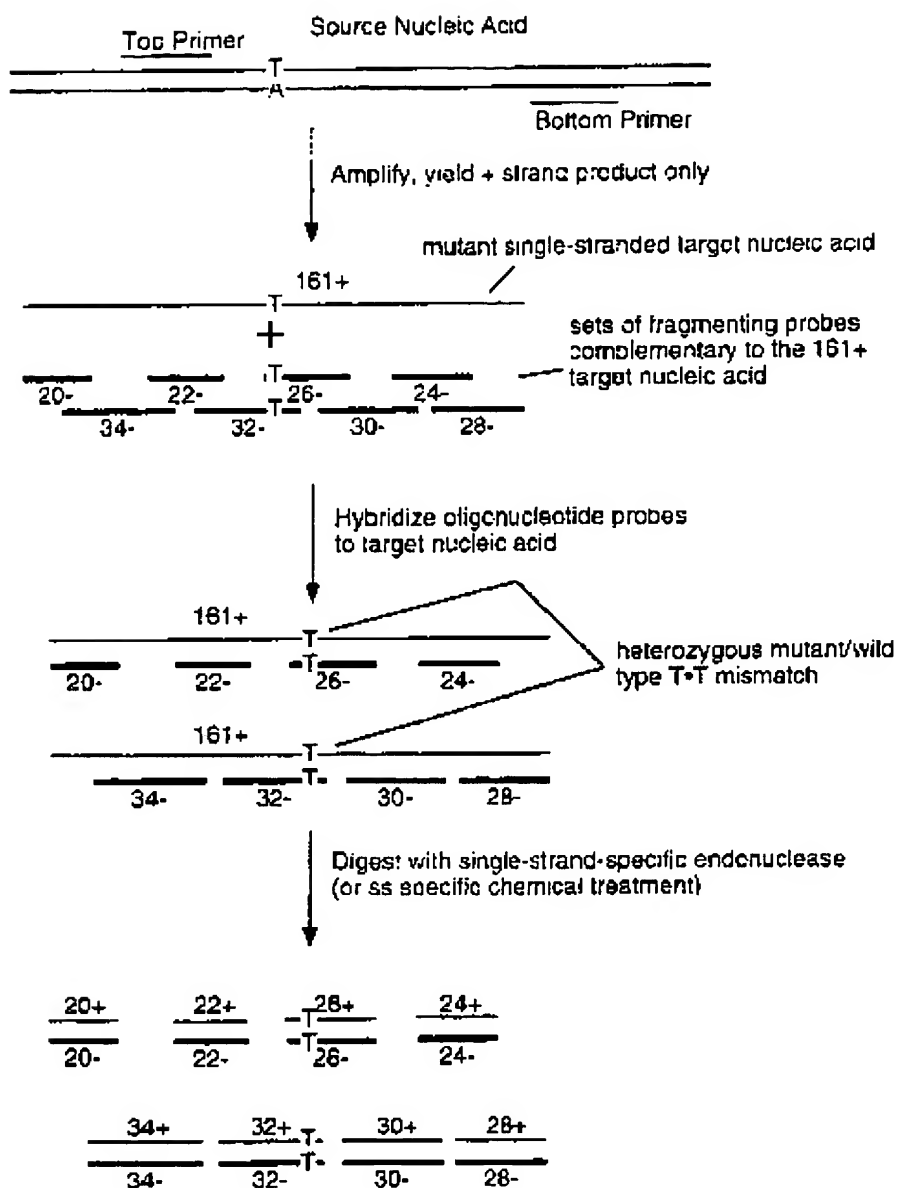 Source Nucleic Acid
Top Primer
T
A
Bottom Primer
Amplify, yield + strand product only
mutant single-stranded target nucleic acid
161+
T
+
sets of fragmenting probes
complementary to the 161+
target nucleic acid
T
20- 22- 26- 24-
T
34- 32- 30- 28-
Hybridize oligonucleotide probes
to target nucleic acid
161+
T
T
20- 22- 26- 24-
heterozygous mutant/wild
type T•T mismatch
161+
T
T
34- 32- 30- 28-
Digest with single-strand-specific endonuclease
(or ss specific chemical treatment)
20+ 22+ 26+ 24+
T
T
20- 22- 26- 24-
34+ 32+ 30+ 28+
T
T
34- 32- 30- 28-